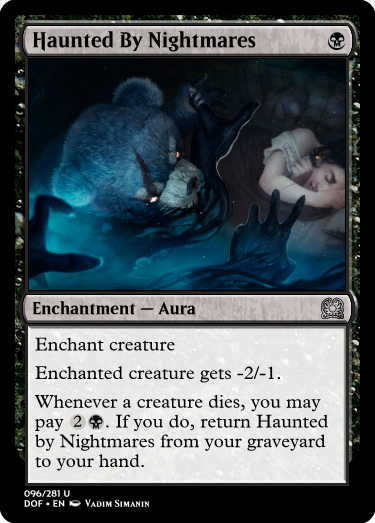 Haunted By Nightmares
Enchantment — Aura
Enchant creature
Enchanted creature gets -2/-1.
Whenever a creature dies, you may
pay 2. If you do, return Haunted
by Nightmares from your graveyard
to your hand.
096/281 U
DOF • EN Vadim Simanin